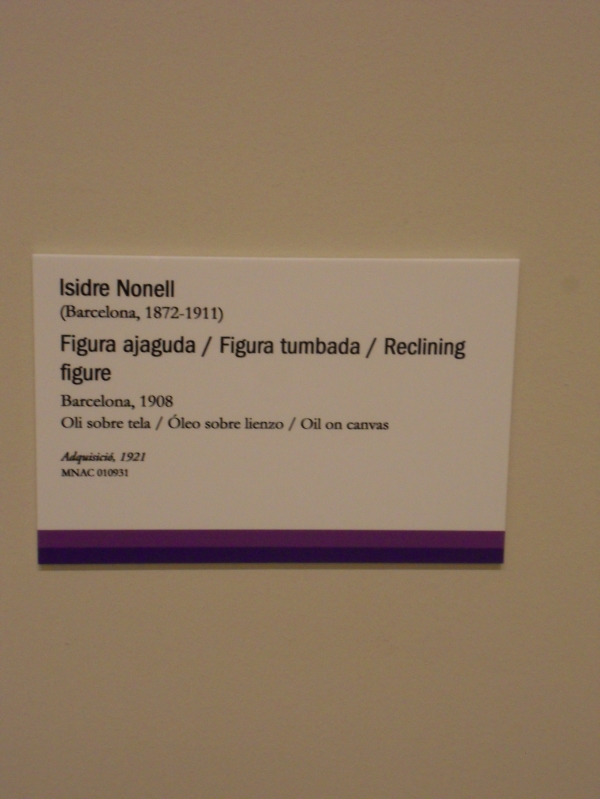 Isidre Nonell
(Barcelona, 1872-1911)
Figura ajaguda / Figura tumbada / Reclining
figure
Barcelona, 1908
Oli sobre tela / Óleo sobre lienzo / Oil on canvas
Adquisició, 1921
MNAC 010931